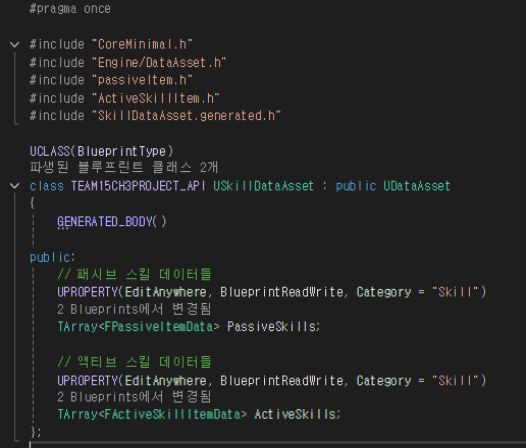 #pragma once
#include "CoreMinimal.h"
#include "Engine/DataAsset.h"
#include "passiveItem.h"
#include "ActiveSkillItem.h"
#include "SkillDataAsset.generated.h"
UCLASS(BlueprintType)
파생된 블루프린트 클래스 2개
class TEAM15CH3PROJECT_API USkillDataAsset : public UDataAsset
{
GENERATED_BODY()
public:
// 패시브 스킬 데이터들
UPROPERTY(EditAnywhere, BlueprintReadWrite, Category = "Skill")
2 Blueprints에서 변경됨
TArray<FPassiveItemData> PassiveSkills;
// 액티브 스킬 데이터들
UPROPERTY(EditAnywhere, BlueprintReadWrite, Category = "Skill")
2 Blueprints에서 변경됨
TArray<FActiveSkillItemData> ActiveSkills;
};